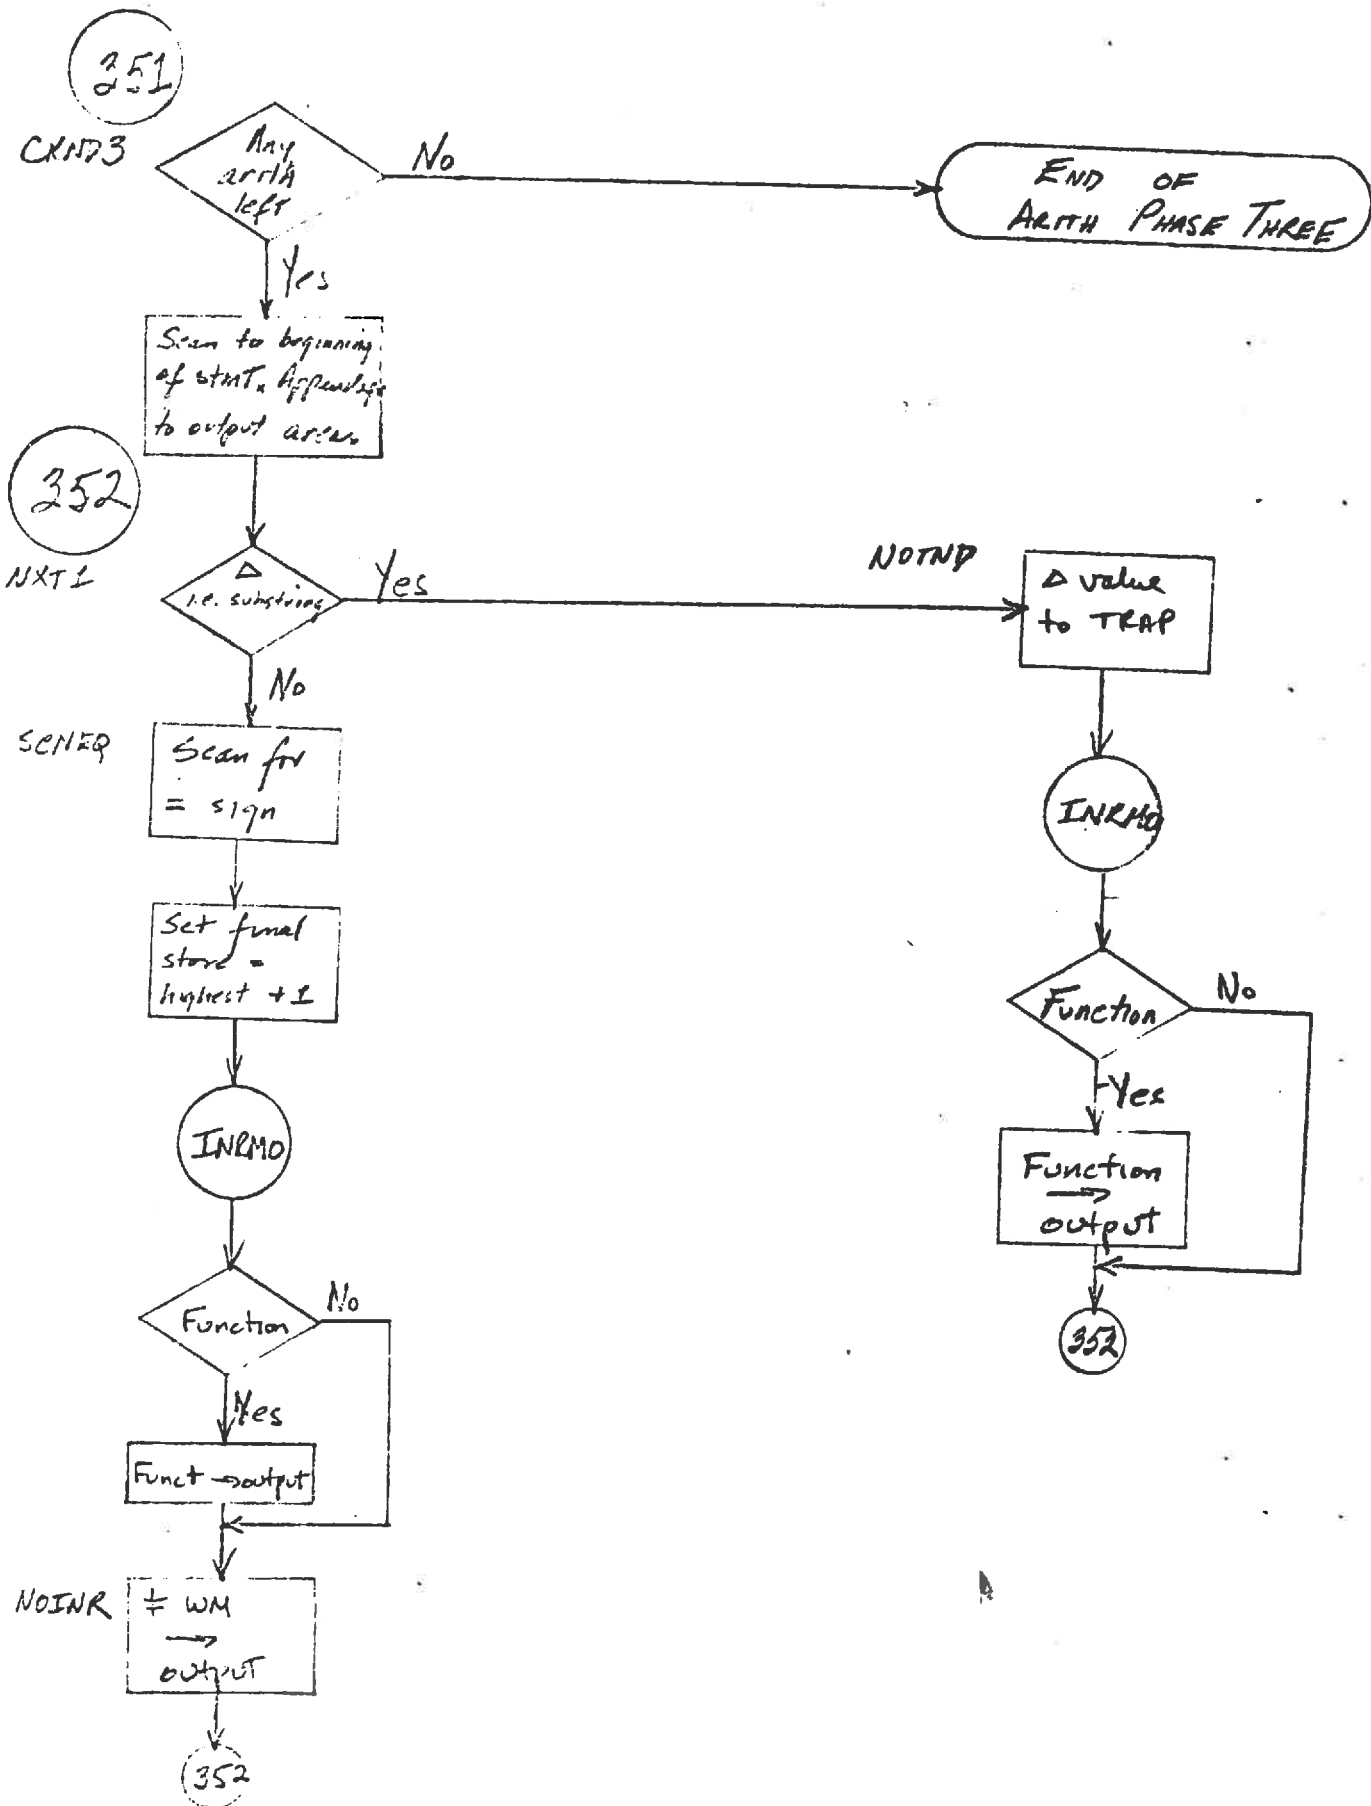 351
CKND3
Any
arith
left
No
END OF
ARITH PHASE THREE
Yes
Scan to beginning
of stmt. Appendage
to output area.
352
NXT1
Δ
i.e. substring
Yes
NOTND
Δ value
to TRAP
No
SCNEQ
Scan for
= sign
INRMO
Set final
store =
highest +1
Function
No
Yes
INRMO
Function
→
output
Function
No
352
Yes
Funct → output
NOINR
‡ WM
→
output
352